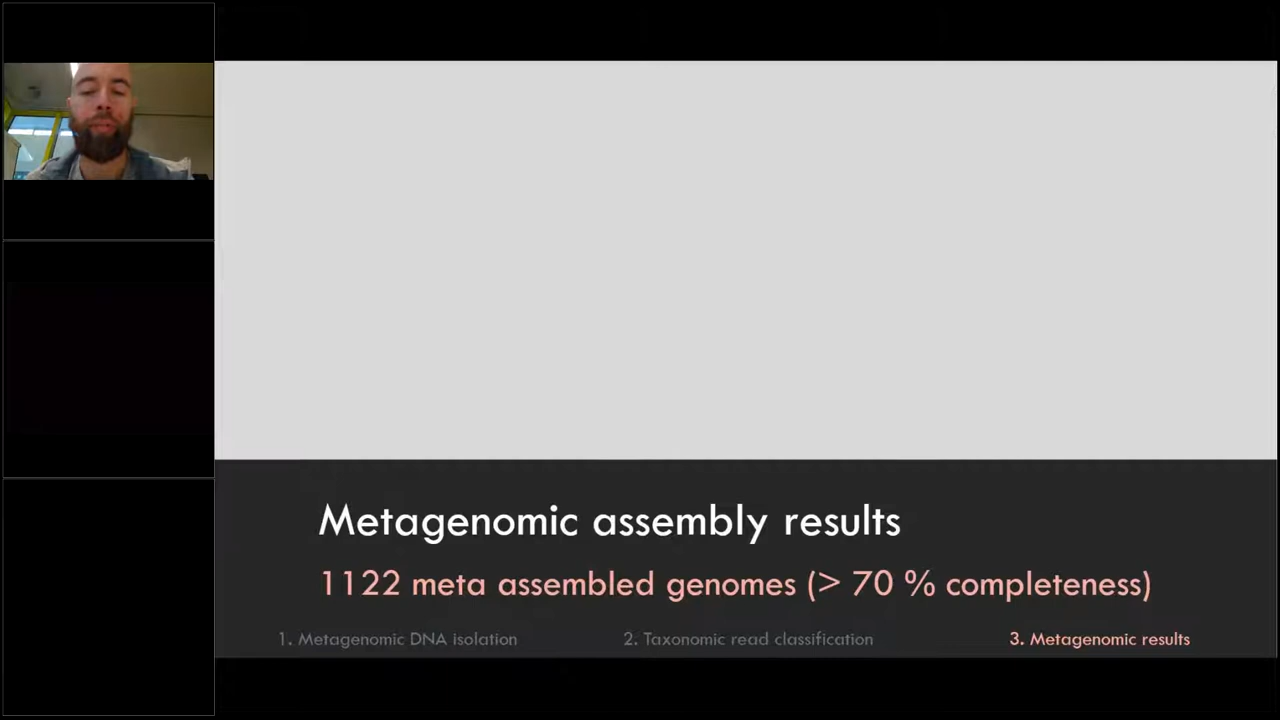 Metagenomic assembly results
1122 meta assembled genomes (> 70 % completeness)
1. Metagenomic DNA isolation
2. Taxonomic read classification
3. Metagenomic results